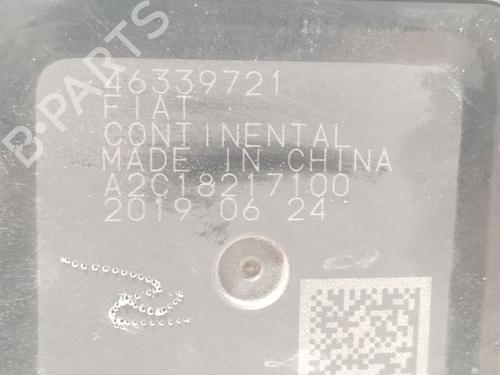 B-PARTS
46339721
FIAT
CONTINENTAL
MADE IN CHINA
A2C18217100
2019 06 24